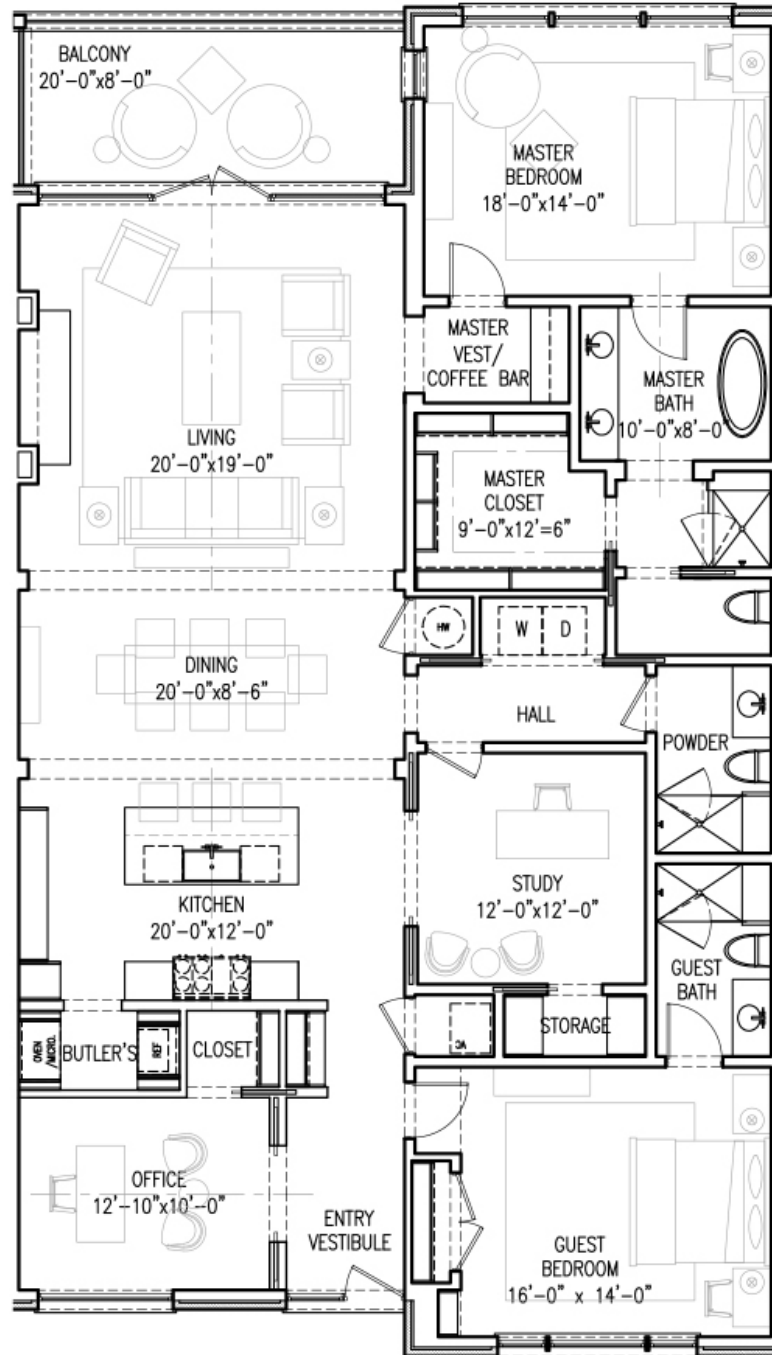 BALCONY
20'-0"x8'-0"
MASTER
BEDROOM
18'-0"x14'-0"
MASTER
VEST/
COFFEE BAR
MASTER
BATH
10'-0"x8'-0"
LIVING
20'-0"x19'-0"
MASTER
CLOSET
9'-0"x12'=6"
HW
W
D
DINING
20'-0"x8'-6"
HALL
POWDER
STUDY
12'-0"x12'-0"
KITCHEN
20'-0"x12'-0"
GUEST
BATH
OVEN
/MICRO.
BUTLER'S
REF
CLOSET
AC
STORAGE
OFFICE
12'-10"x10'-0"
ENTRY
VESTIBULE
GUEST
BEDROOM
16'-0" x 14'-0"